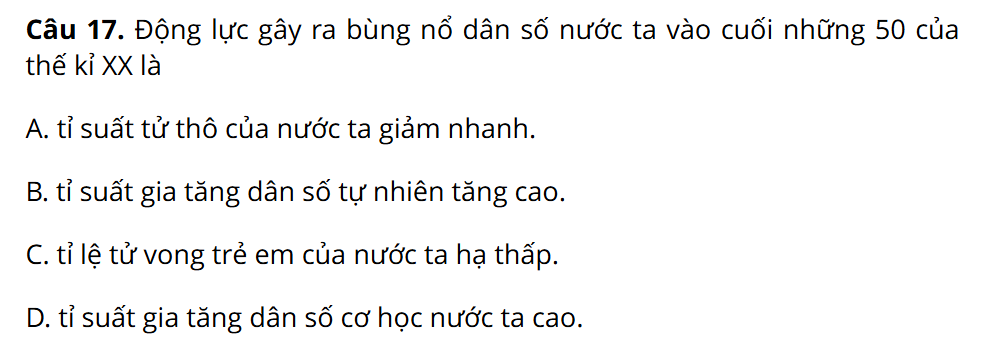 Câu 17. Động lực gây ra bùng nổ dân số nước ta vào cuối những 50 của
thế kỉ XX là
A. tỉ suất tử thô của nước ta giảm nhanh.
B. tỉ suất gia tăng dân số tự nhiên tăng cao.
C. tỉ lệ tử vong trẻ em của nước ta hạ thấp.
D. tỉ suất gia tăng dân số cơ học nước ta cao.